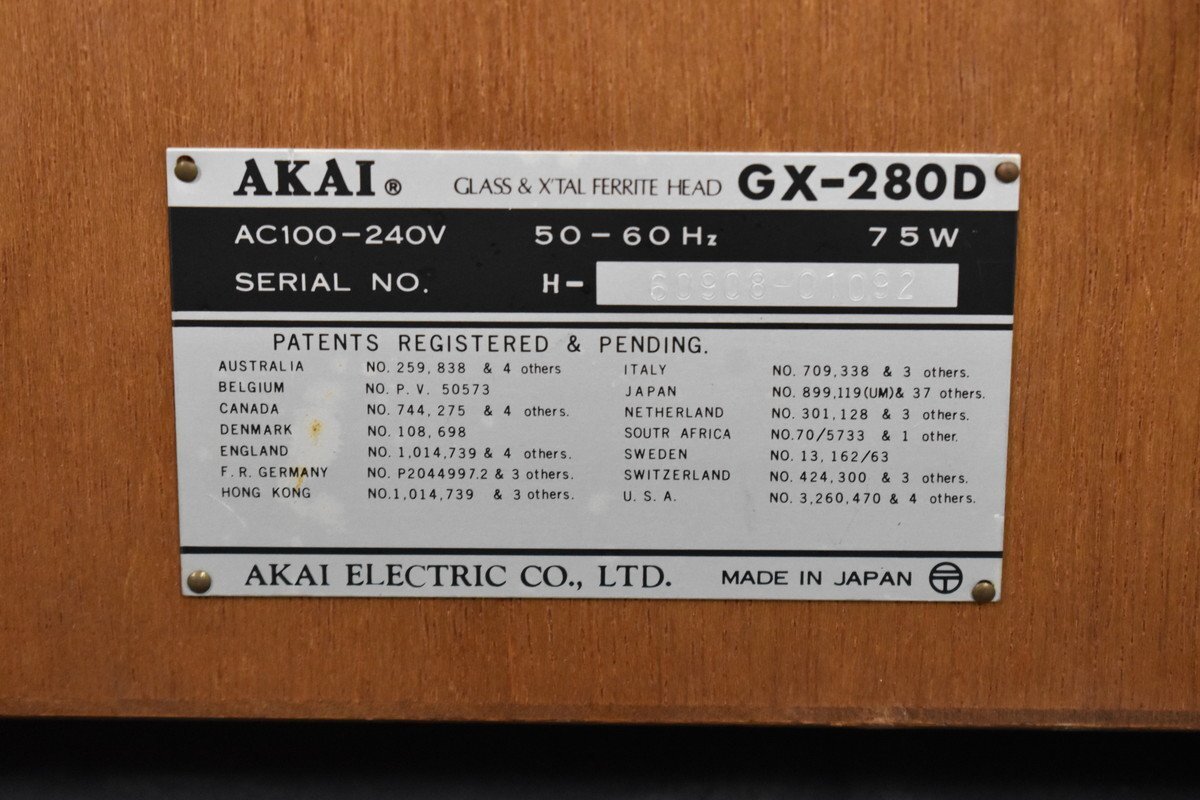 AKAI® GLASS & X'TAL FERRITE HEAD GX-280D
AC100-240V 50-60Hz 75W
SERIAL NO. H- 60908-01092
PATENTS REGISTERED & PENDING.
AUSTRALIA NO. 259,838 & 4 others
BELGIUM NO. P.V. 50573
CANADA NO. 744,275 & 4 others.
DENMARK NO. 108,698
ENGLAND NO. 1,014,739 & 4 others.
F.R. GERMANY NO. P2044997.2 & 3 others.
HONG KONG NO.1,014,739 & 3 others.
ITALY NO. 709,338 & 3 others.
JAPAN NO. 899,119(UM)& 37 others.
NETHERLAND NO. 301,128 & 3 others.
SOUTR AFRICA NO.70/5733 & 1 other.
SWEDEN NO. 13,162/63
SWITZERLAND NO. 424,300 & 3 others.
U.S.A. NO. 3,260,470 & 4 others.
AKAI ELECTRIC CO., LTD. MADE IN JAPAN